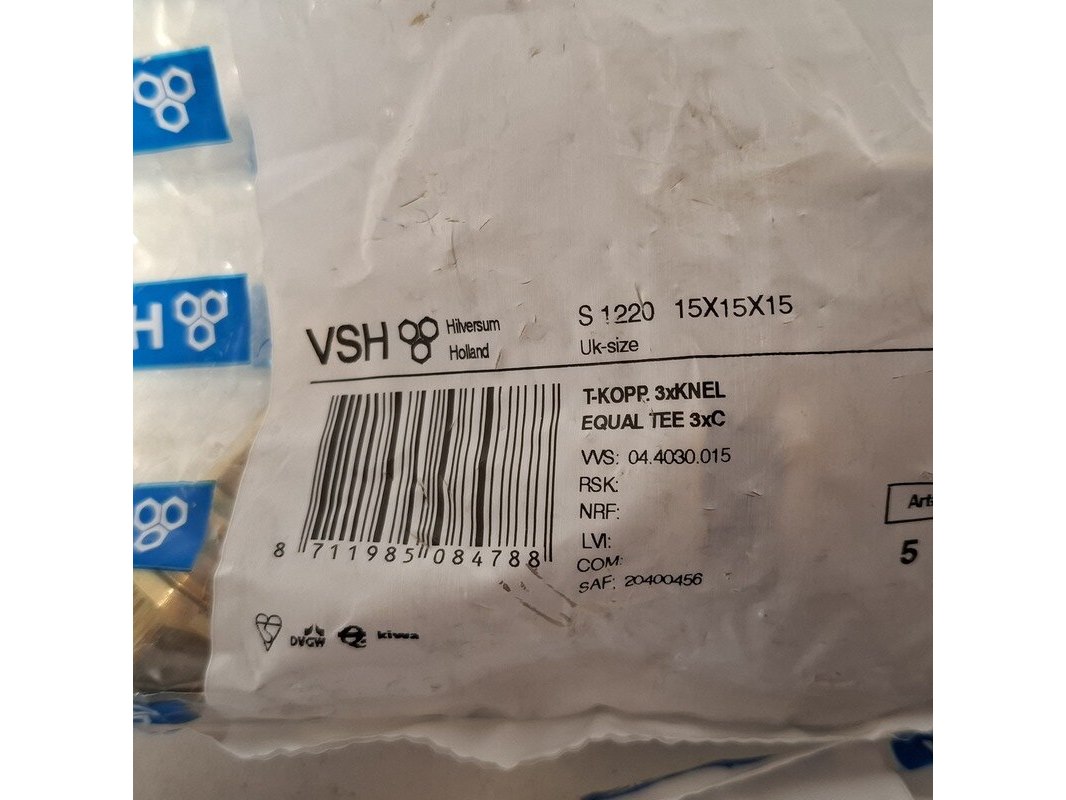 H
VSH Hilversum
Holland
S 1220 15X15X15
Uk-size
T-KOPP. 3xKNEL
EQUAL TEE 3xC
VVS: 04.4030.015
RSK:
NRF:
LVI:
COM:
SAF: 20400456
8 711985 084788
DVGW kiwa
5